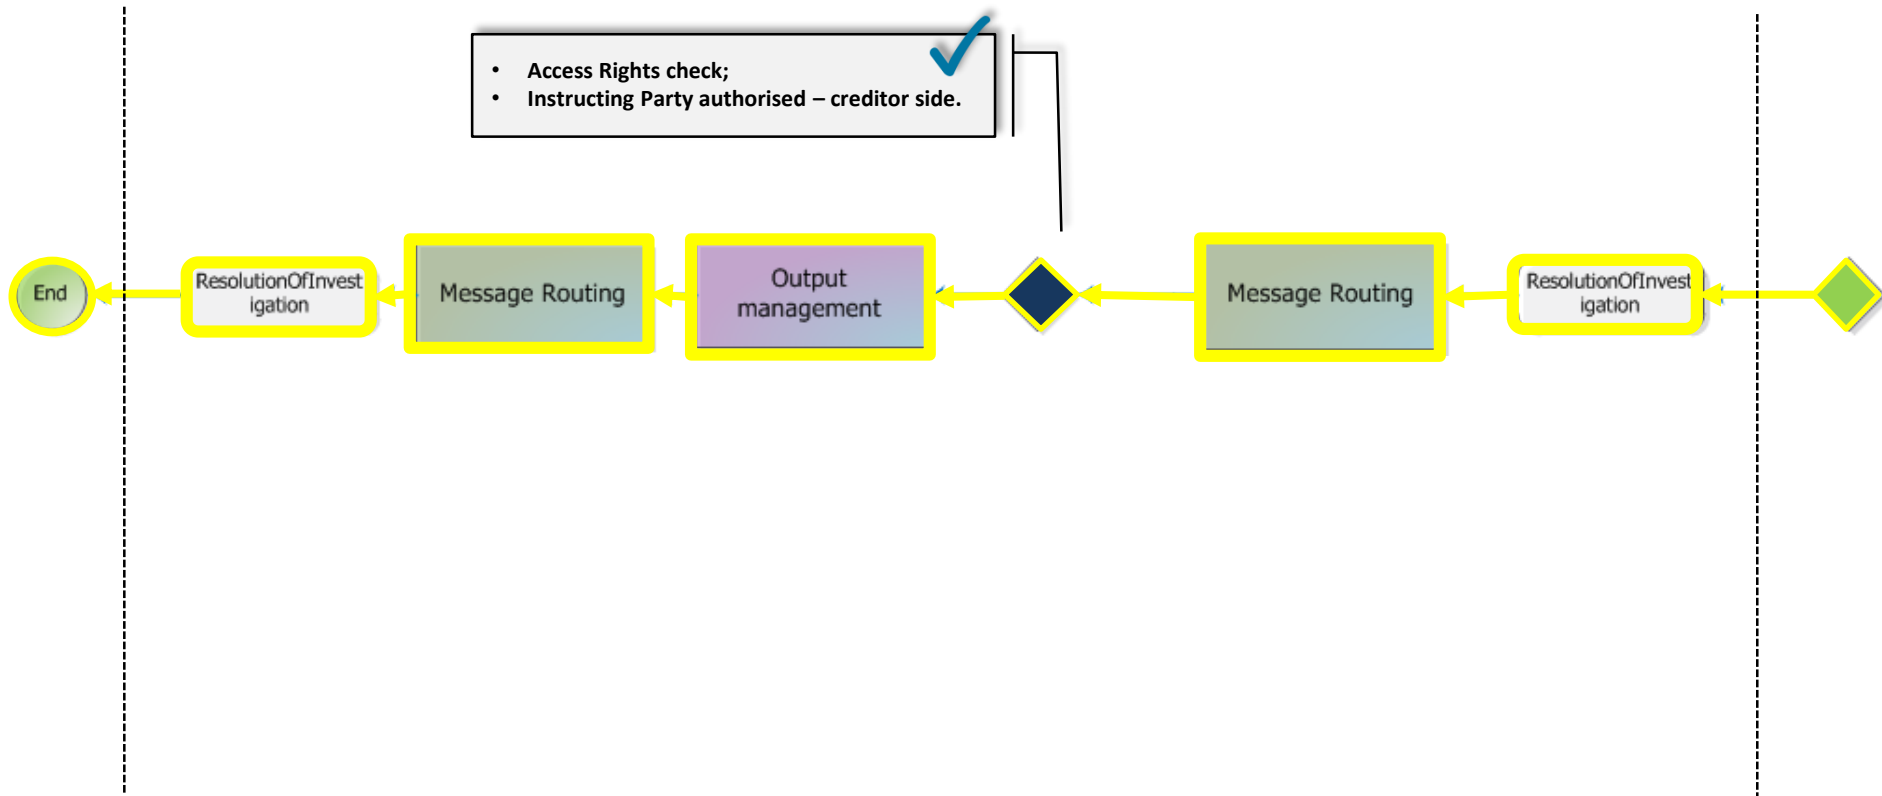 • Access Rights check;
• Instructing Party authorised – creditor side.
End
ResolutionOfInvest
igation
Message Routing
Output
management
Message Routing
ResolutionOfInvest
igation